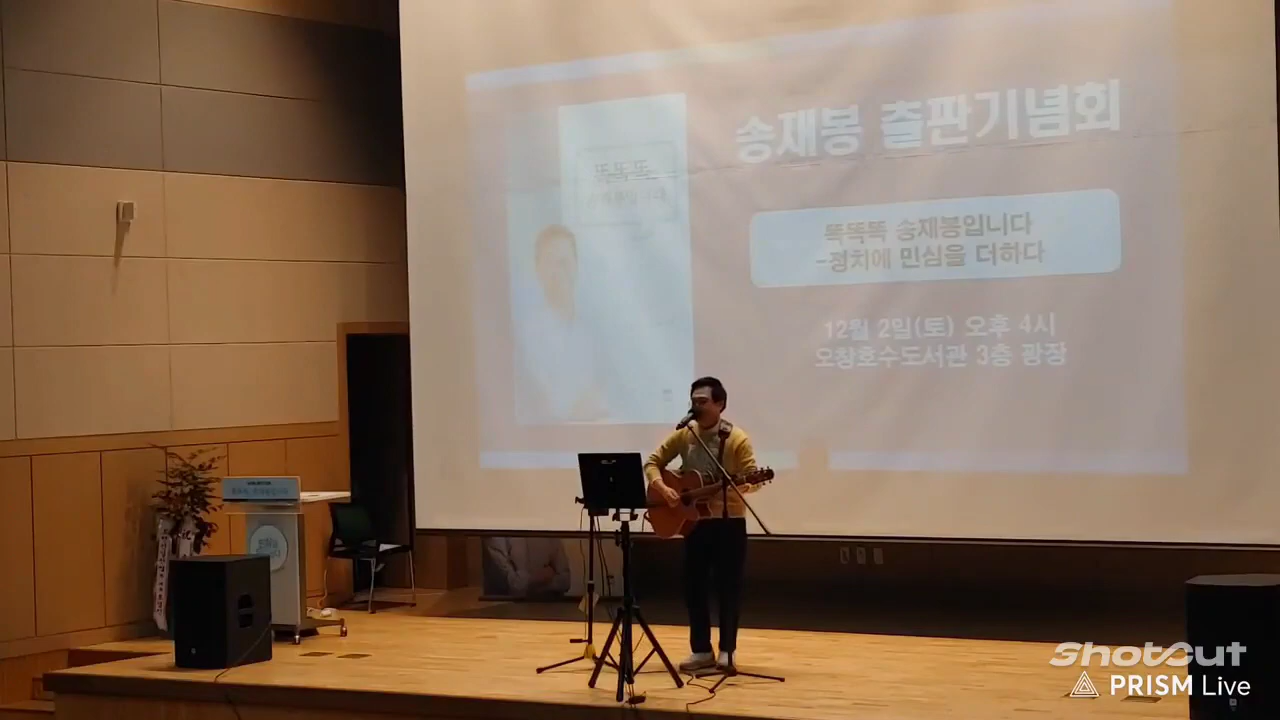 송재봉 출판기념회
똑똑똑
똑똑똑 송재봉입니다
-정치에 민심을 더하다
12월 2일(토) 오후 4시
오창호수도서관 3층 광장
ShotCut
PRISM Live